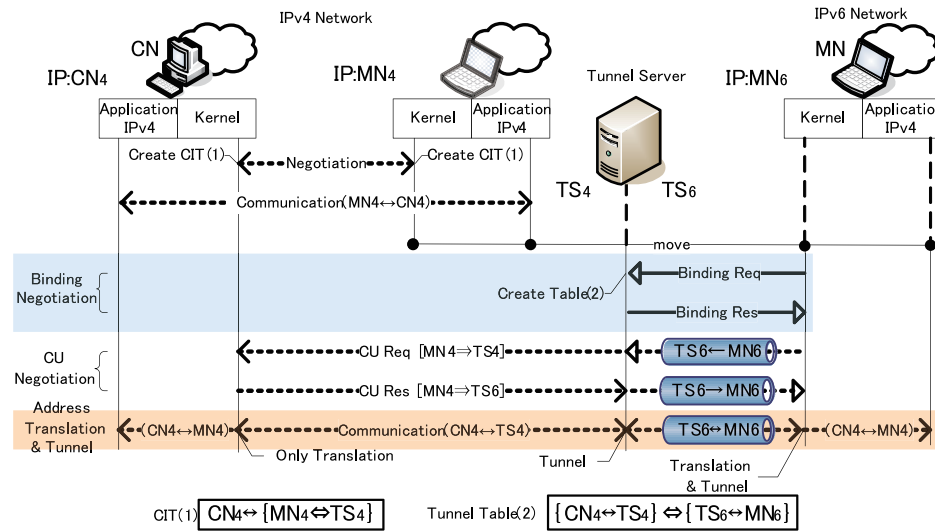 IPv4 Network
IPv6 Network
CN
MN
IP:CN4
IP:MN4
Tunnel Server
IP:MN6
Application IPv4
Kernel
Kernel
Application IPv4
Kernel
Application IPv4
Create CIT(1)
Negotiation
Create CIT(1)
TS4
TS6
Communication(MN4↔CN4)
move
Binding Negotiation
Binding Req
Create Table(2)
Binding Res
CU Negotiation
CU Req [MN4⇒TS4]
TS6←MN6
CU Res [MN4⇒TS6]
TS6→MN6
Address Translation & Tunnel
(CN4↔MN4)
Communication(CN4↔TS4)
TS6↔MN6
(CN4↔MN4)
Only Translation
Tunnel
Translation & Tunnel
CIT(1)
CN4↔{MN4⇔TS4}
Tunnel Table(2)
{CN4↔TS4}⇔{TS6↔MN6}